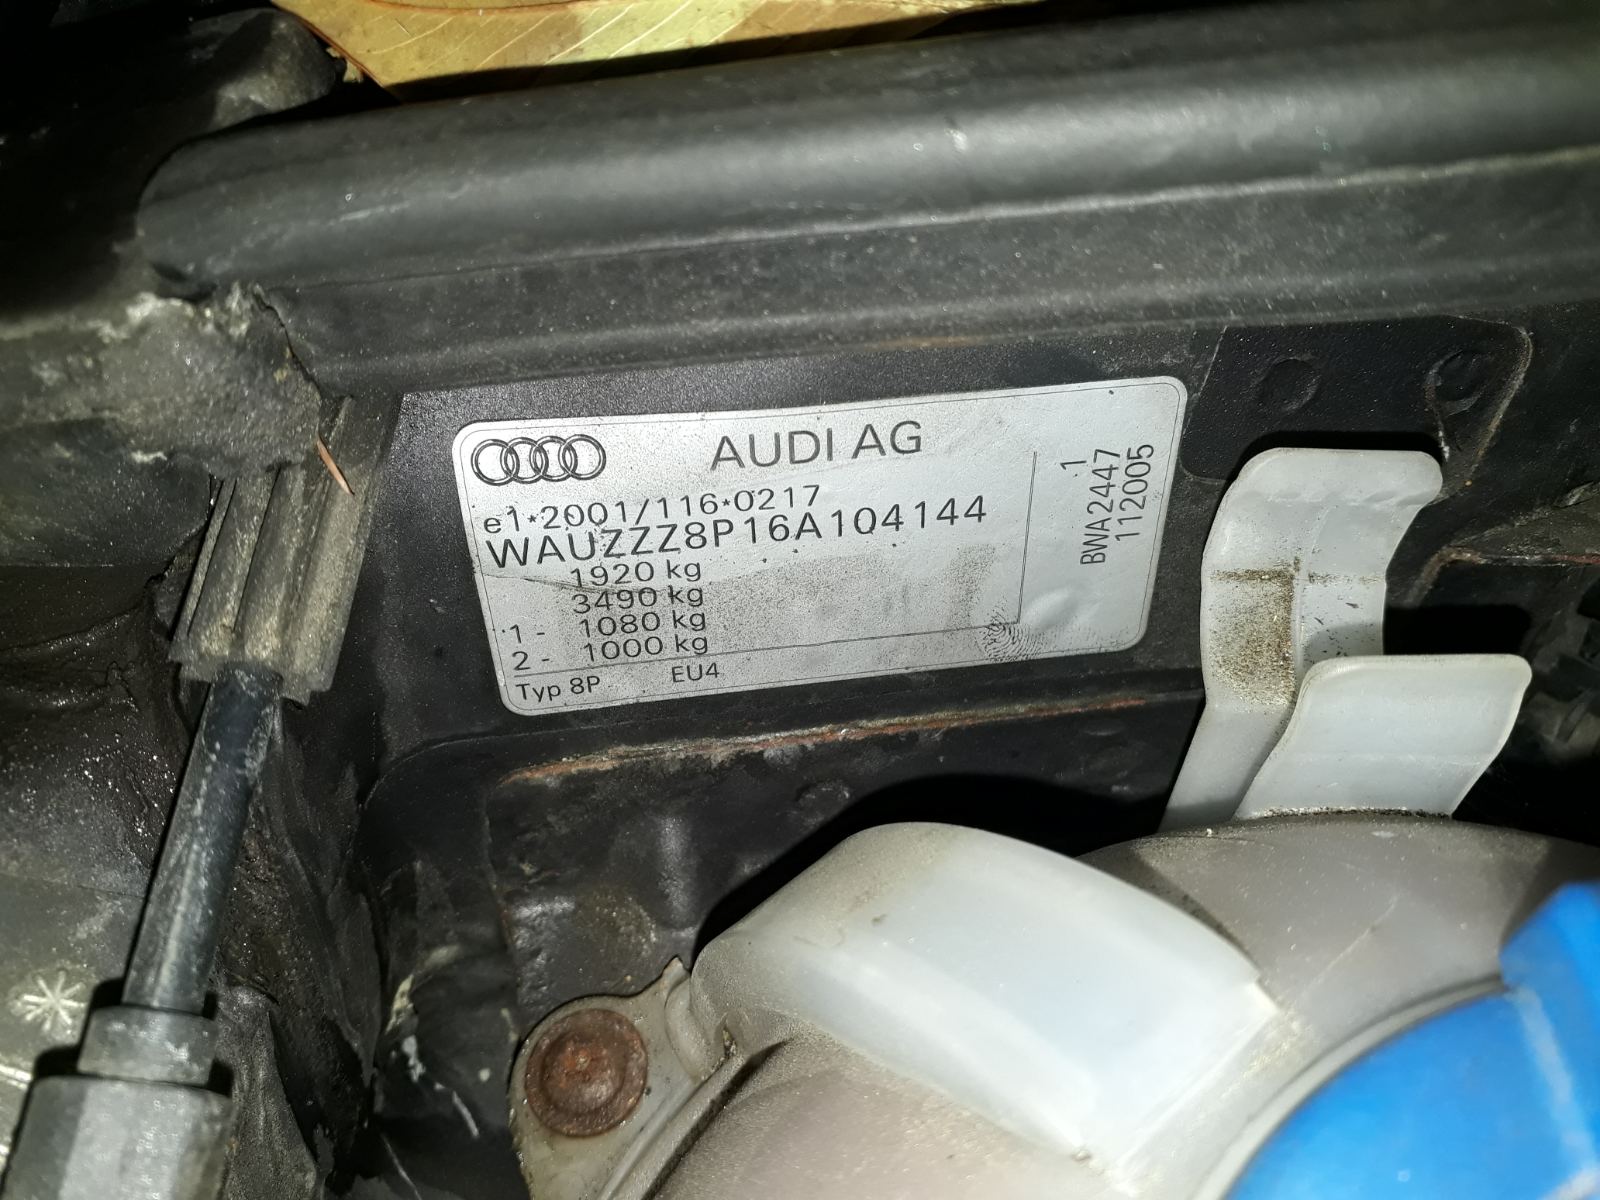 AUDI AG
e1*2001/116*0217
WAUZZZ8P16A104144
1920 kg
3490 kg
1 - 1080 kg
2 - 1000 kg
Typ 8P EU4
1
BWA2447
112005